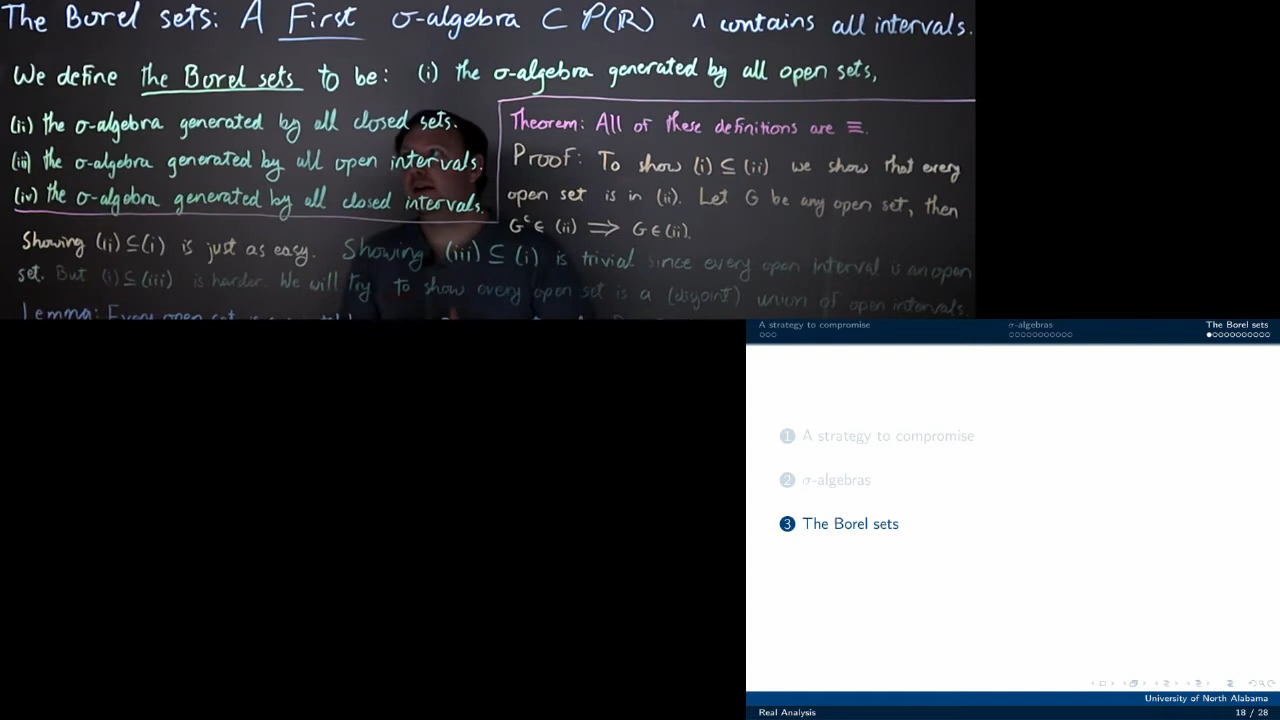 The Borel sets: A First σ-algebra ⊂ P(ℝ) ∧ contains all intervals.
We define the Borel sets to be: (i) the σ-algebra generated by all open sets,
(ii) the σ-algebra generated by all closed sets.
(iii) the σ-algebra generated by all open intervals.
(iv) the σ-algebra generated by all closed intervals.
Theorem: All of these definitions are ≡.
Proof: To show (i) ⊆ (ii) we show that every
open set is in (ii). Let G be any open set, then
Gᶜ ∈ (ii) ⟹ G ∈ (ii).
Showing (ii) ⊆ (i) is just as easy. Showing (iii) ⊆ (i) is trivial since every open interval is an open
set. But (i) ⊆ (iii) is harder. We will try to show every open set is a (disjoint) union of open intervals.
Lemma: Every open set is
A strategy to compromise
σ-algebras
The Borel sets
1 A strategy to compromise
2 σ-algebras
3 The Borel sets
University of North Alabama
Real Analysis
18 / 28